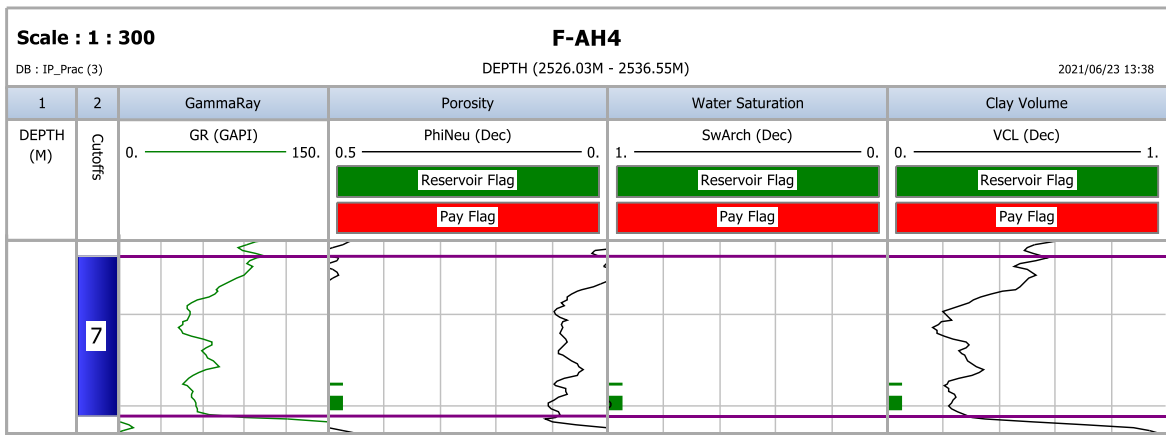 Scale : 1 : 300
F-AH4
DB : IP_Prac (3)
DEPTH (2526.03M - 2536.55M)
2021/06/23 13:38
1
2
GammaRay
Porosity
Water Saturation
Clay Volume
DEPTH
(M)
Cutoffs
GR (GAPI)
0. 150.
PhiNeu (Dec)
0.5 0.
Reservoir Flag
Pay Flag
SwArch (Dec)
1. 0.
Reservoir Flag
Pay Flag
VCL (Dec)
0. 1.
Reservoir Flag
Pay Flag
7